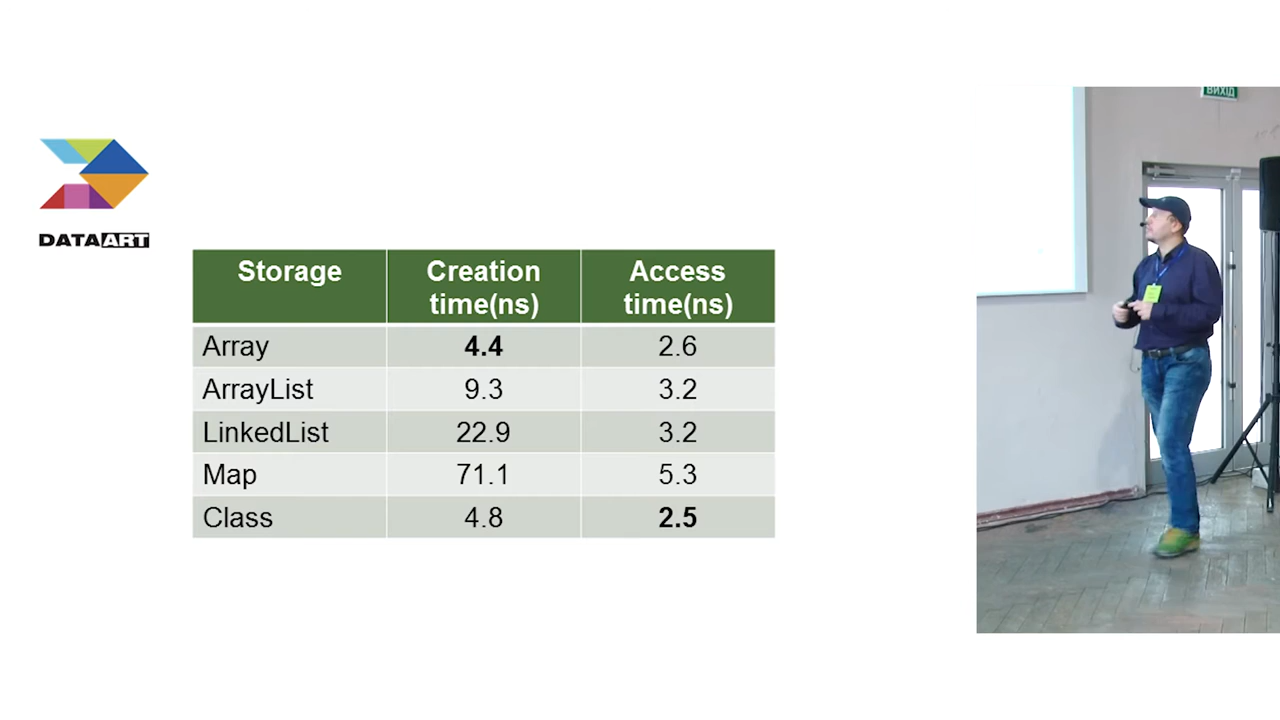 ВИХІД
DATAART
Storage Creation time(ns) Access time(ns)
Array 4.4 2.6
ArrayList 9.3 3.2
LinkedList 22.9 3.2
Map 71.1 5.3
Class 4.8 2.5